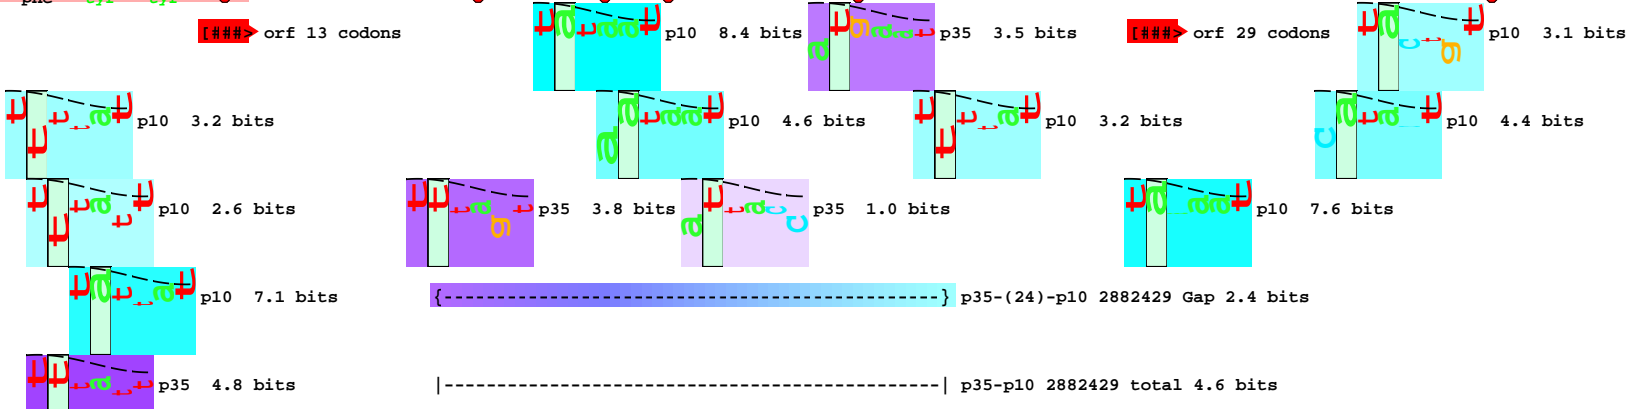 [###> orf 13 codons p10 8.4 bits p35 3.5 bits [###> orf 29 codons p10 3.1 bits
p10 3.2 bits p10 4.6 bits p10 3.2 bits p10 4.4 bits
p10 2.6 bits p35 3.8 bits p35 1.0 bits p10 7.6 bits
p10 7.1 bits {---------------------------------------} p35-(24)-p10 2882429 Gap 2.4 bits
p35 4.8 bits |---------------------------------------| p35-p10 2882429 total 4.6 bits